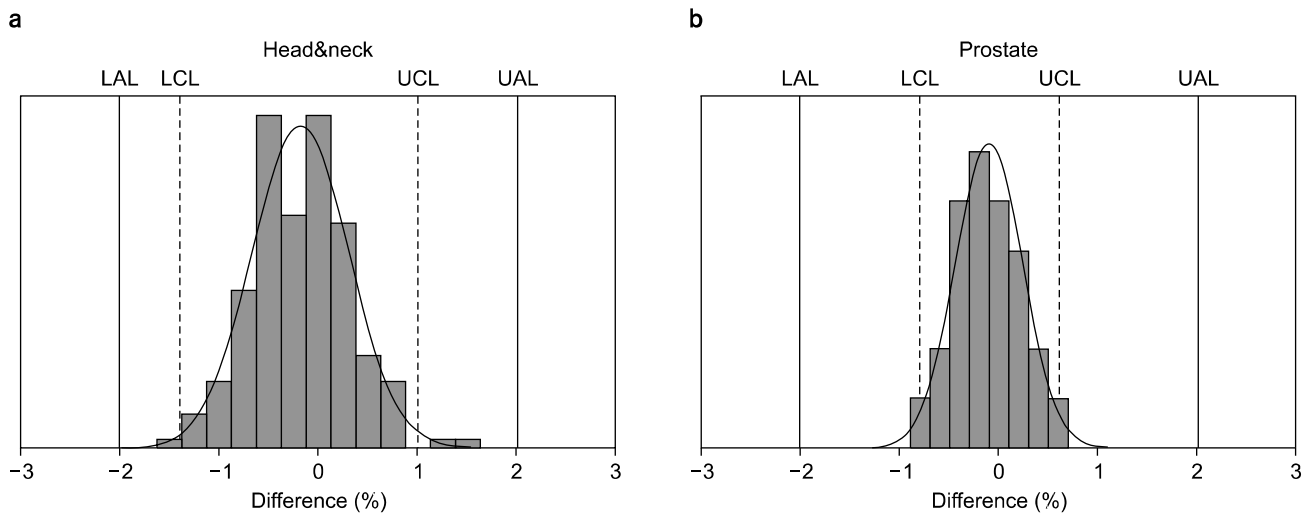 a
Head&neck
LAL LCL UCL UAL
−3 −2 −1 0 1 2 3
Difference (%)
b
Prostate
LAL LCL UCL UAL
−3 −2 −1 0 1 2 3
Difference (%)